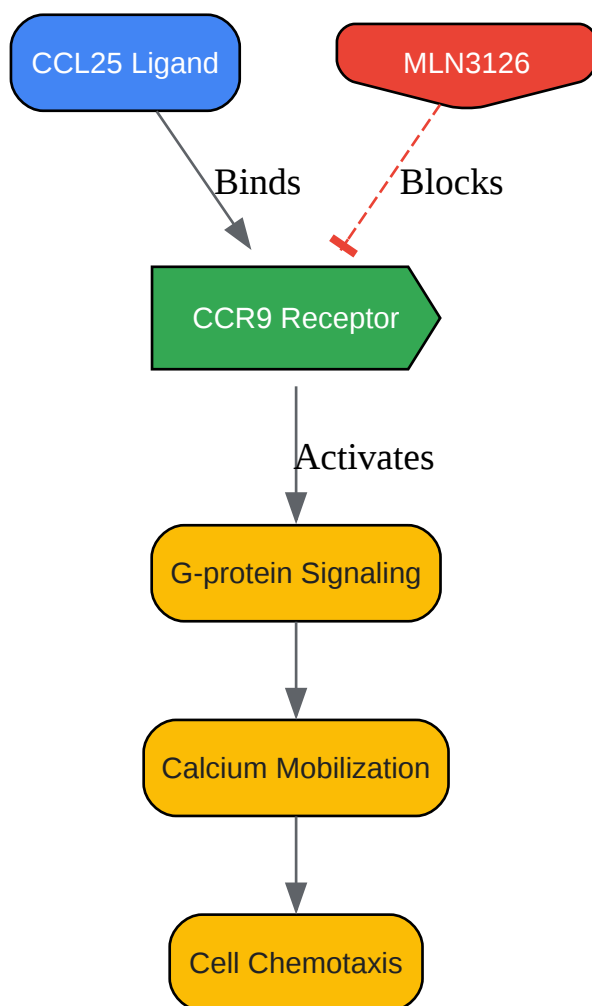 CCL25 Ligand
MLN3126
Binds
Blocks
CCR9 Receptor
Activates
G-protein Signaling
Calcium Mobilization
Cell Chemotaxis